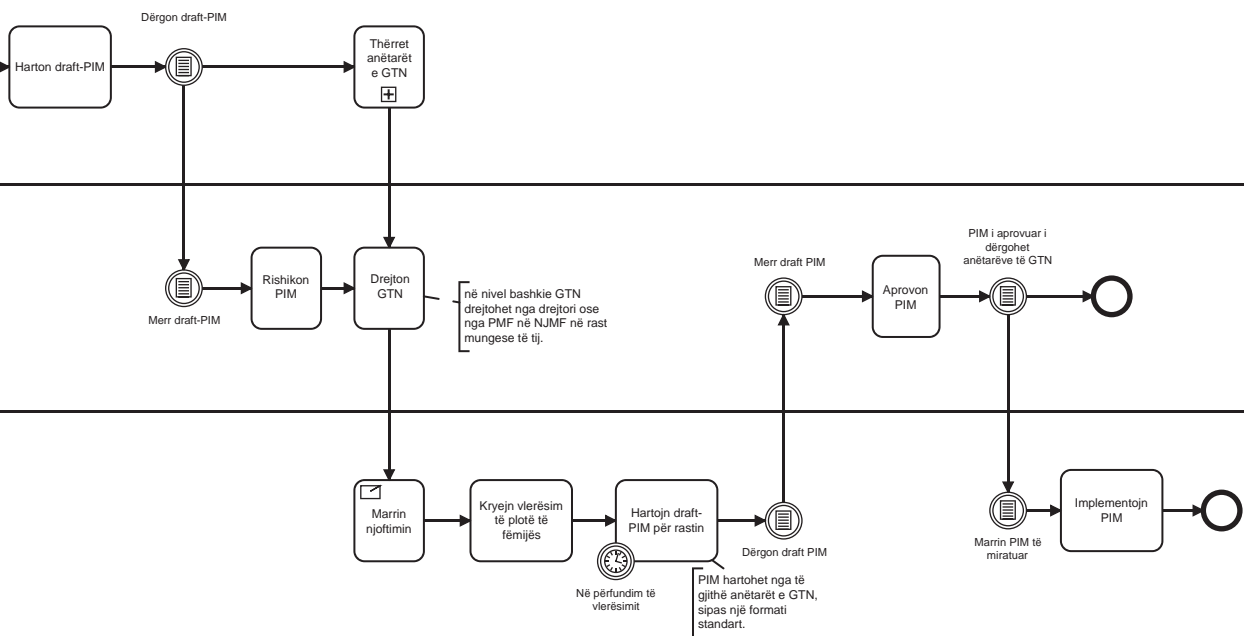 Dërgon draft-PIM
Harton draft-PIM
Thërret
anëtarët
e GTN
Merr draft-PIM
Rishikon
PIM
Drejton
GTN
në nivel bashkie GTN
drejtohet nga drejtori ose
nga PMF në NJMF në rast
mungese të tij.
Merr draft PIM
Aprovon
PIM
PIM i aprovuar i
dërgohet
anëtarëve të GTN
Marrin
njoftimin
Kryejn vlerësim
të plotë të
fëmijës
Hartojn draft-
PIM për rastin
Në përfundim të
vlerësimit
Dërgon draft PIM
PIM hartohet nga të
gjithë anëtarët e GTN,
sipas një formati
standart.
Marrin PIM të
miratuar
Implementojn
PIM